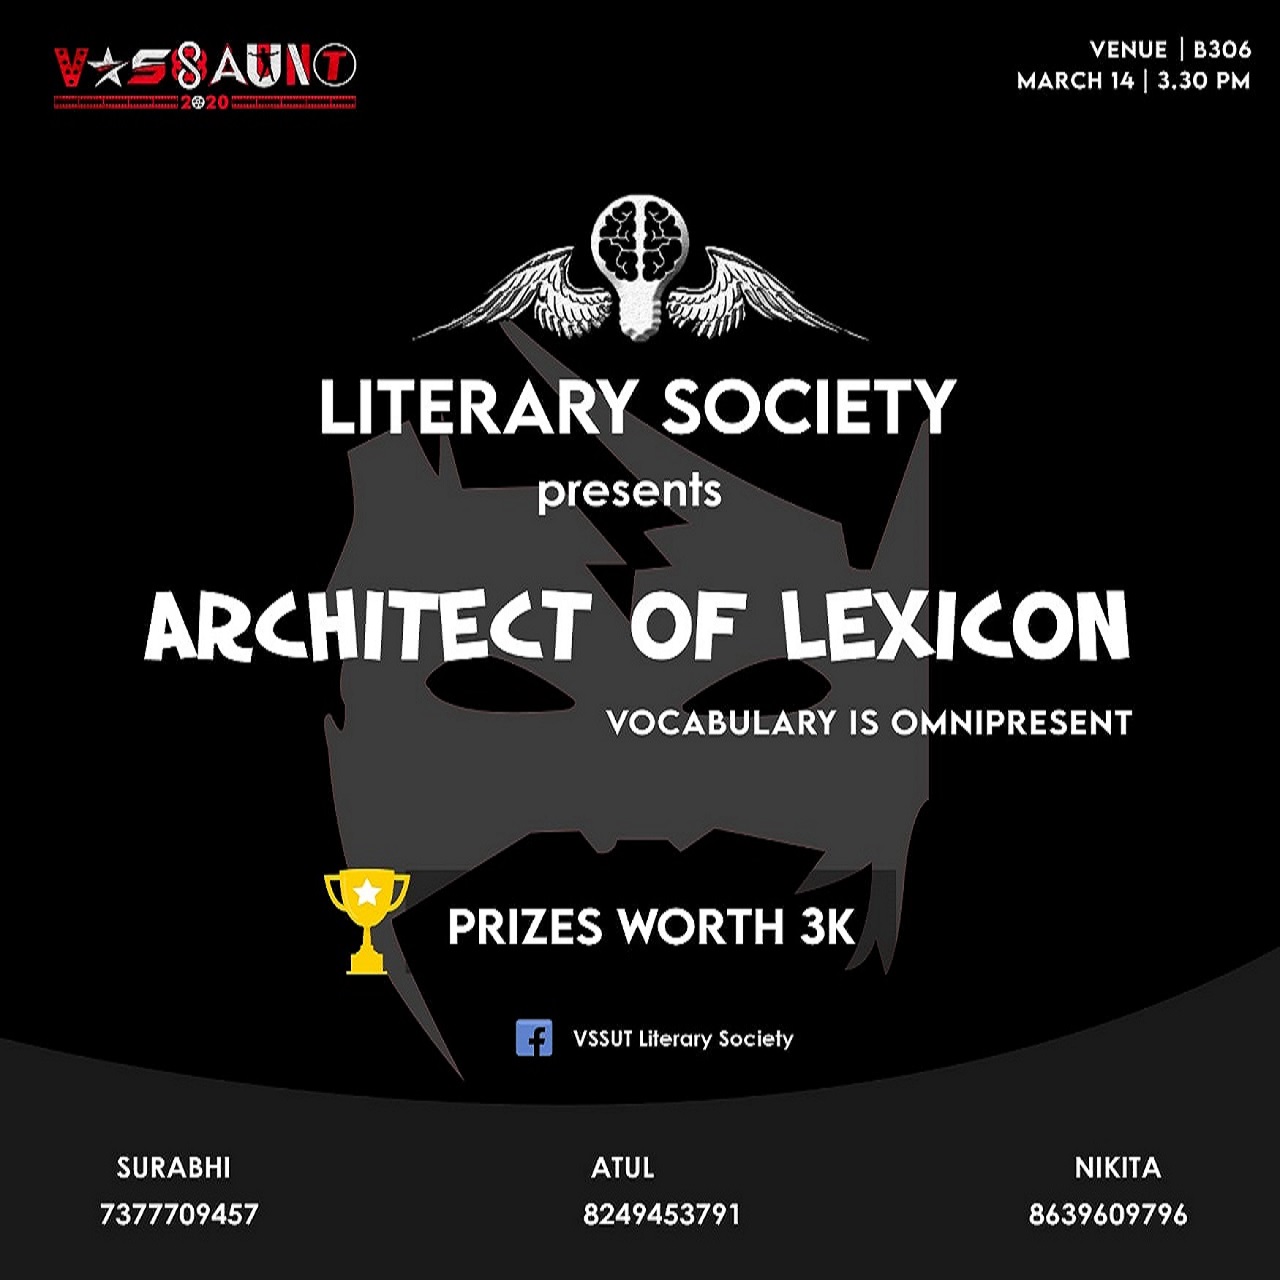 VASSAUNT
2020
VENUE | B306
MARCH 14 | 3.30 PM
LITERARY SOCIETY
presents
ARCHITECT OF LEXICON
VOCABULARY IS OMNIPRESENT
PRIZES WORTH 3K
f VSSUT Literary Society
SURABHI ATUL NIKITA
7377709457 8249453791 8639609796